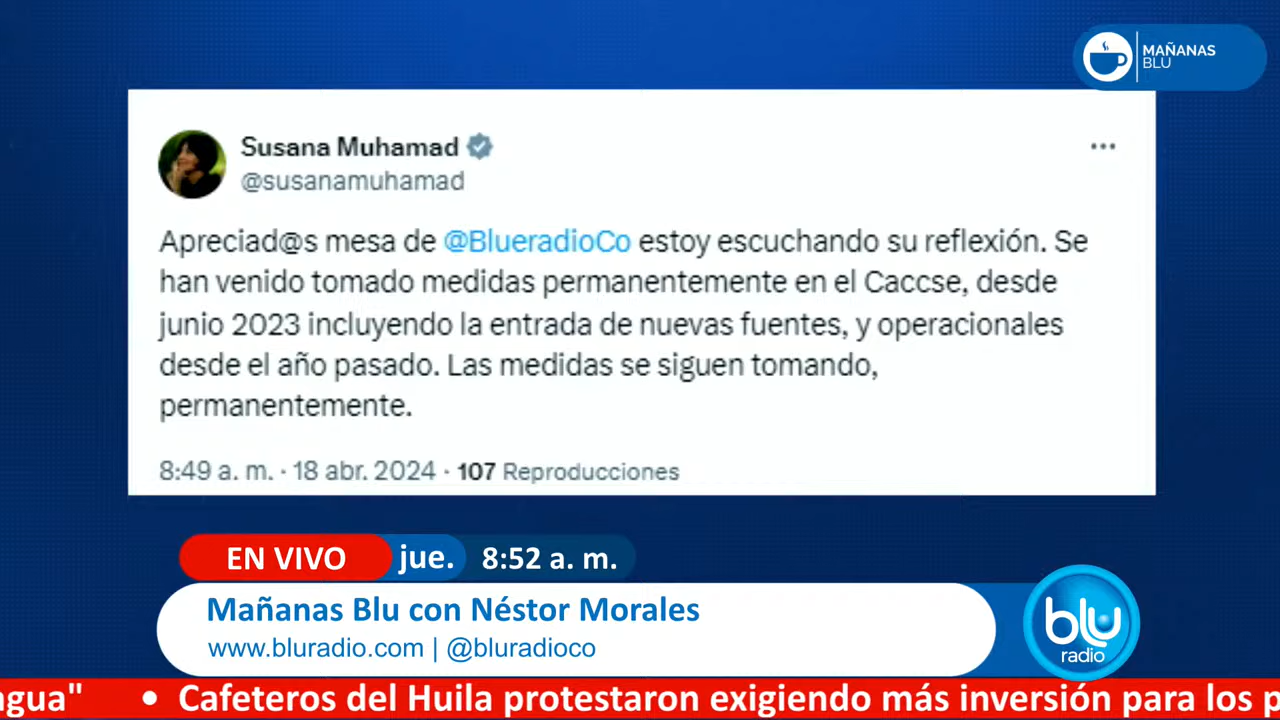 MAÑANAS
BLU
Susana Muhamad
@susanamuhamad
Apreciad@s mesa de @BlueradioCo estoy escuchando su reflexión. Se
han venido tomado medidas permanentemente en el Caccse, desde
junio 2023 incluyendo la entrada de nuevas fuentes, y operacionales
desde el año pasado. Las medidas se siguen tomando,
permanentemente.
8:49 a. m. · 18 abr. 2024 · 107 Reproducciones
EN VIVO jue. 8:52 a. m.
Mañanas Blu con Néstor Morales
www.bluradio.com | @bluradioco
blu
radio
• Cafeteros del Huila protestaron exigiendo más inversión para los